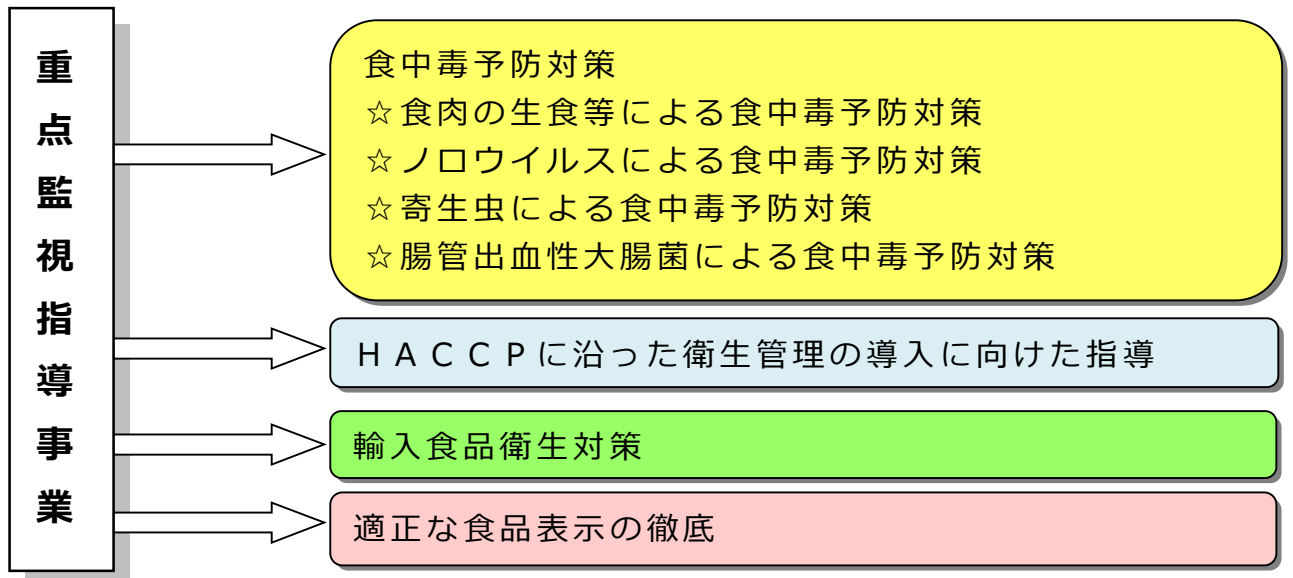 重点監視指導事業
食中毒予防対策
☆食肉の生食等による食中毒予防対策
☆ノロウイルスによる食中毒予防対策
☆寄生虫による食中毒予防対策
☆腸管出血性大腸菌による食中毒予防対策
ＨＡＣＣＰに沿った衛生管理の導入に向けた指導
輸入食品衛生対策
適正な食品表示の徹底